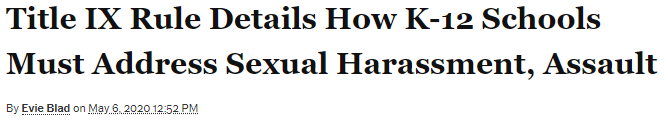 Title IX Rule Details How K-12 Schools
Must Address Sexual Harassment, Assault
By Evie Blad on May 6, 2020 12:52 PM